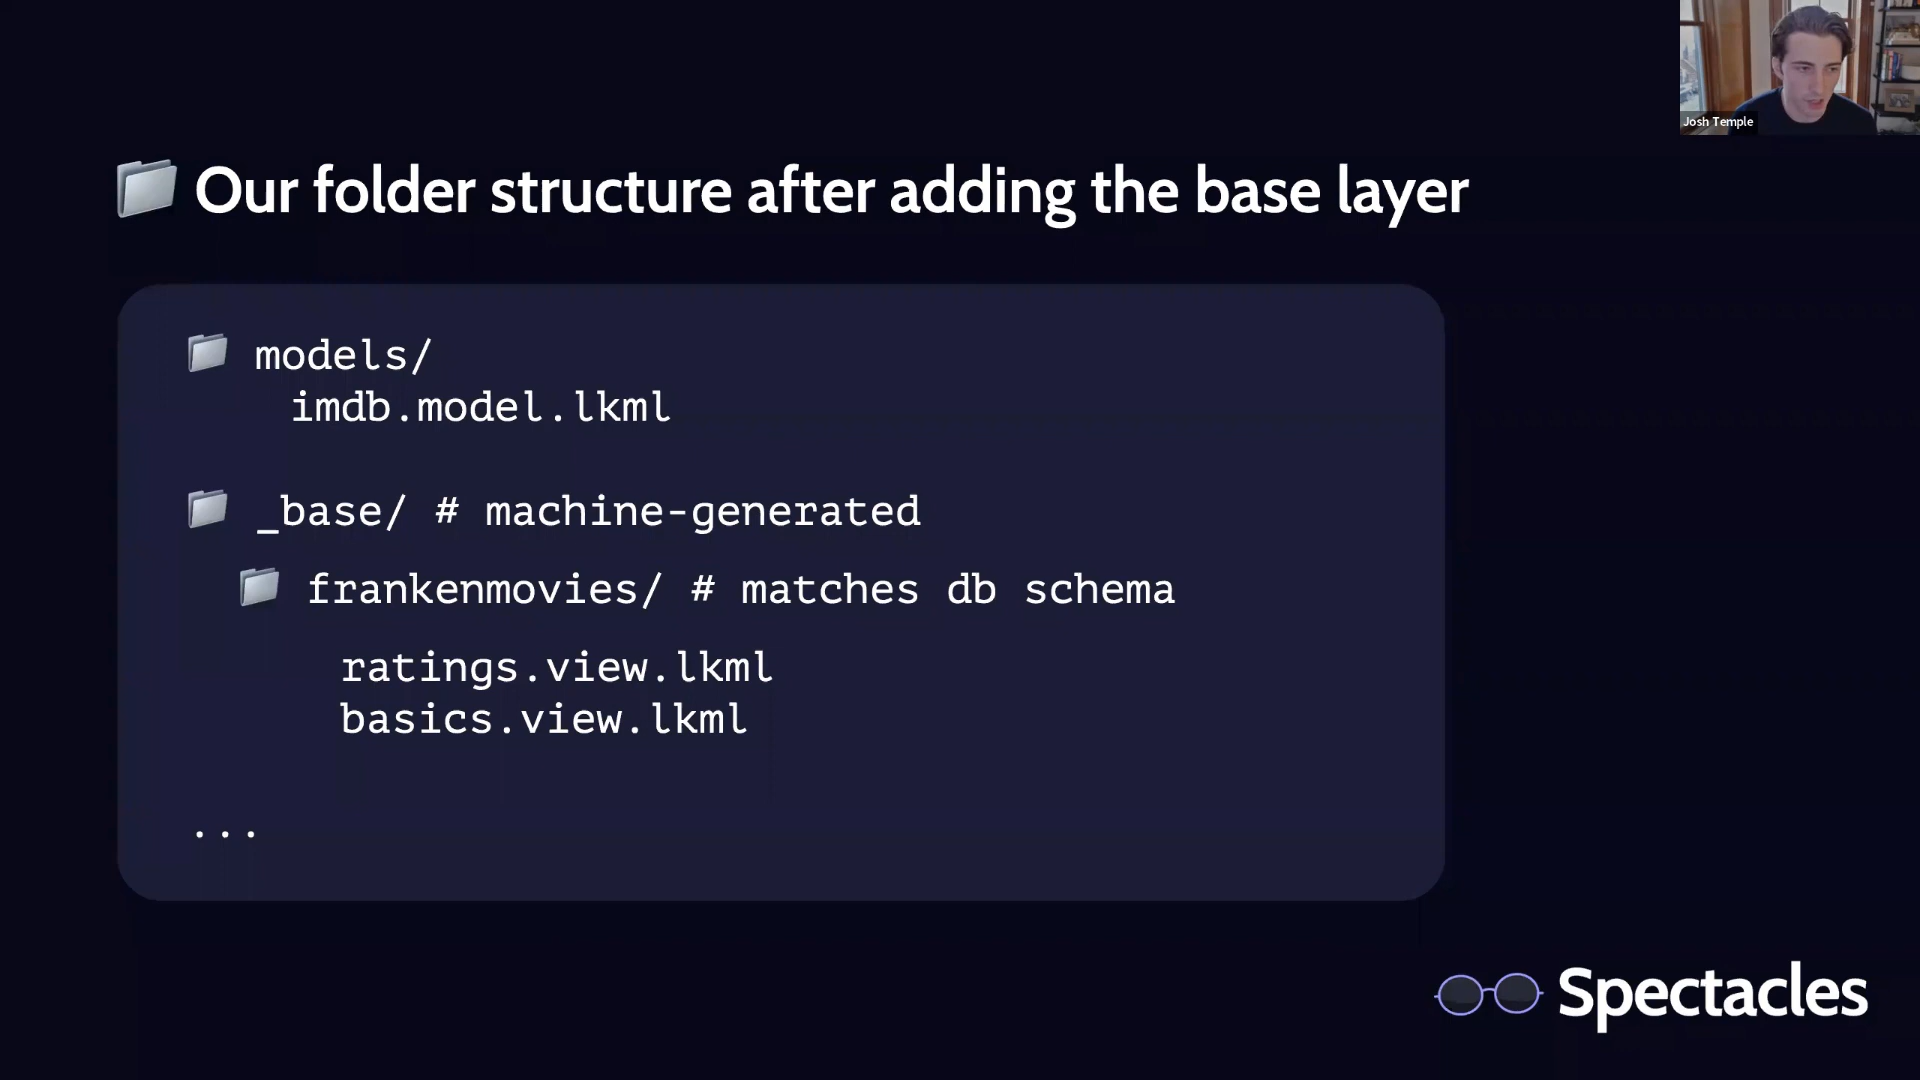 Josh Temple
Our folder structure after adding the base layer
models/
imdb.model.lkml
_base/ # machine-generated
frankenmovies/ # matches db schema
ratings.view.lkml
basics.view.lkml
...
Spectacles